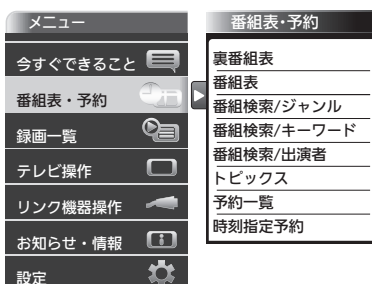 メニュー
今すぐできること
番組表・予約
録画一覧
テレビ操作
リンク機器操作
お知らせ・情報
設定
番組表・予約
裏番組表
番組表
番組検索/ジャンル
番組検索/キーワード
番組検索/出演者
トピックス
予約一覧
時刻指定予約